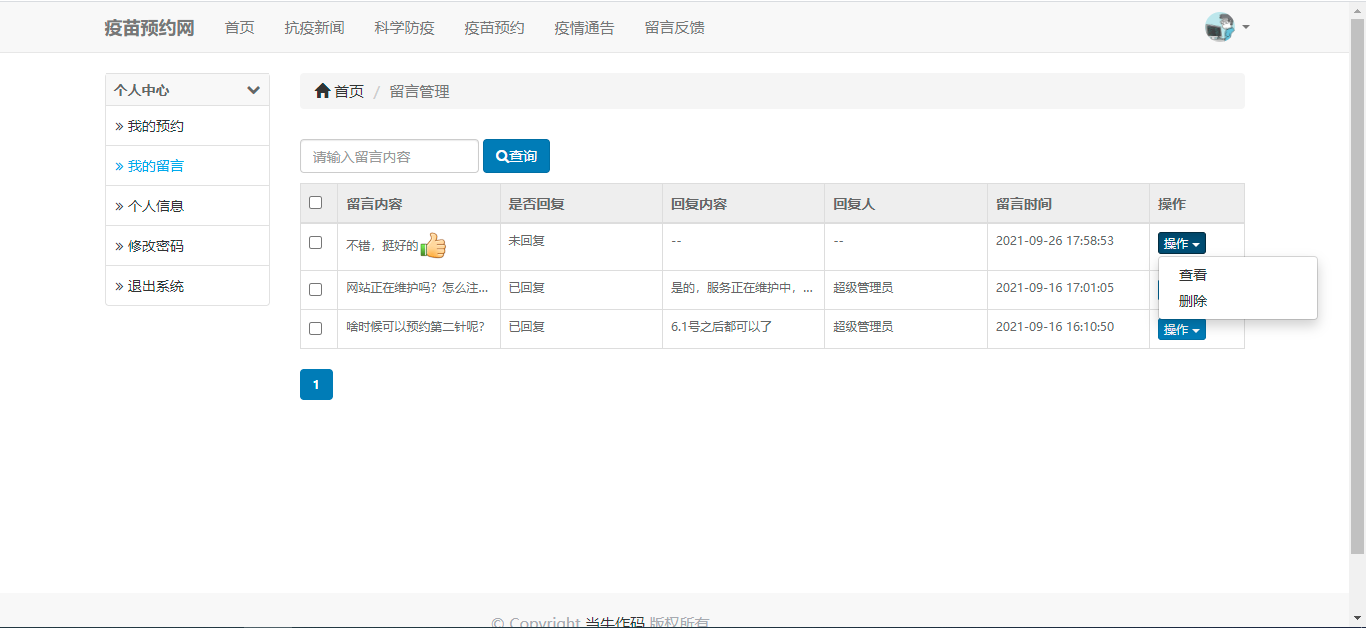 疫苗预约网 首页 抗疫新闻 科学防疫 疫苗预约 疫情通告 留言反馈
个人中心
» 我的预约
» 我的留言
» 个人信息
» 修改密码
» 退出系统
首页 / 留言管理
请输入留言内容 查询
留言内容 是否回复 回复内容 回复人 留言时间 操作
不错，挺好的 未回复 -- -- 2021-09-26 17:58:53 操作
查看
删除
网站正在维护吗？怎么注... 已回复 是的，服务正在维护中，... 超级管理员 2021-09-16 17:01:05
啥时候可以预约第二针呢？ 已回复 6.1号之后都可以了 超级管理员 2021-09-16 16:10:50 操作
1
© Copyright 当牛作码 版权所有